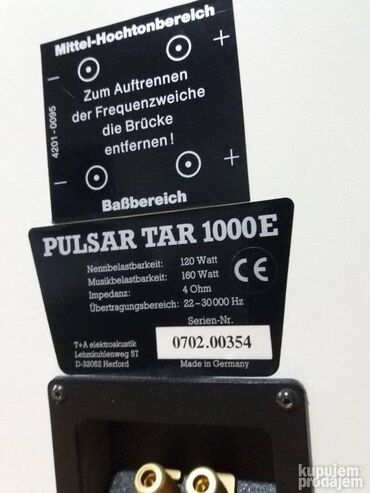 Mittel-Hochtonbereich
Zum Auftrennen
der Frequenzweiche
die Brücke
entfernen !
4201-0095
Baßbereich
PULSAR TAR 1000 E
Nennbelastbarkeit: 120 Watt
Musikbelastbarkeit: 160 Watt
Impedanz: 4 Ohm
Übertragungsbereich: 22-30 000 Hz
CE
Serien-Nr.
0702.00354
T+A elektroakustik
Lehmkuhlenweg 57
D-32052 Herford
Made in Germany
kupujem
prodajem